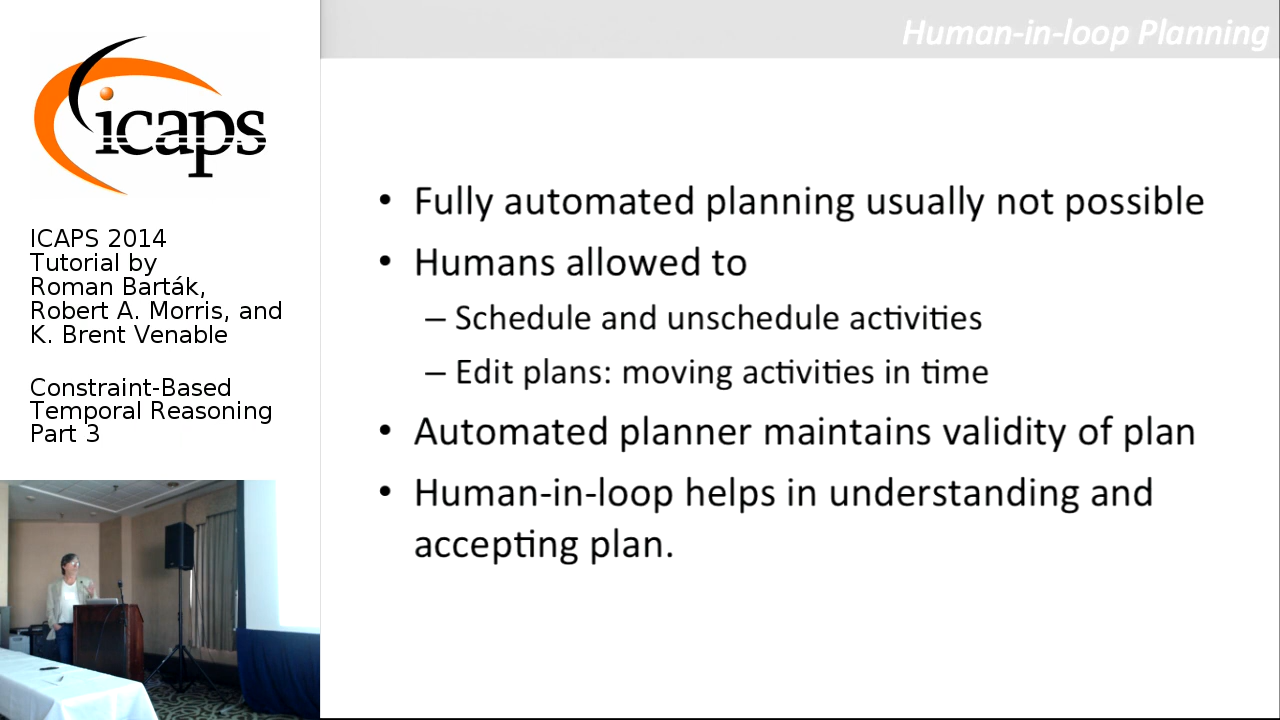 icaps
ICAPS 2014
Tutorial by
Roman Barták,
Robert A. Morris, and
K. Brent Venable
Constraint-Based
Temporal Reasoning
Part 3
Human-in-loop Planning
• Fully automated planning usually not possible
• Humans allowed to
– Schedule and unschedule activities
– Edit plans: moving activities in time
• Automated planner maintains validity of plan
• Human-in-loop helps in understanding and
accepting plan.